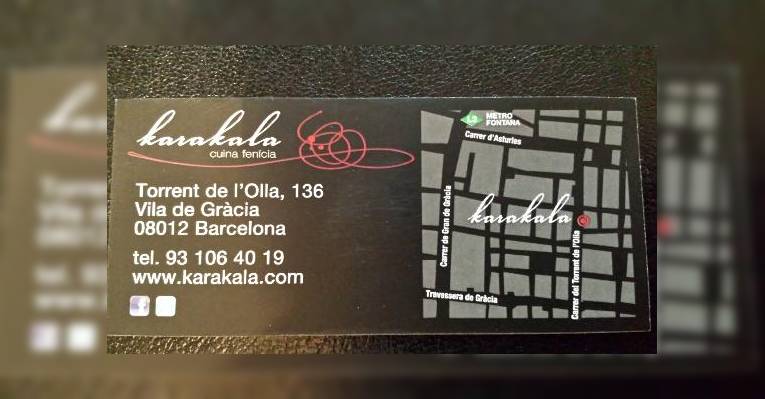 karakala
cuina fenícia
Torrent de l'Olla, 136
Vila de Gràcia
08012 Barcelona
tel. 93 106 40 19
www.karakala.com
f
L3 METRO
FONTANA
Carrer d'Astúries
Carrer de Gran de Gràcia
karakala
Carrer del Torrent de l'Olla
Travessera de Gràcia